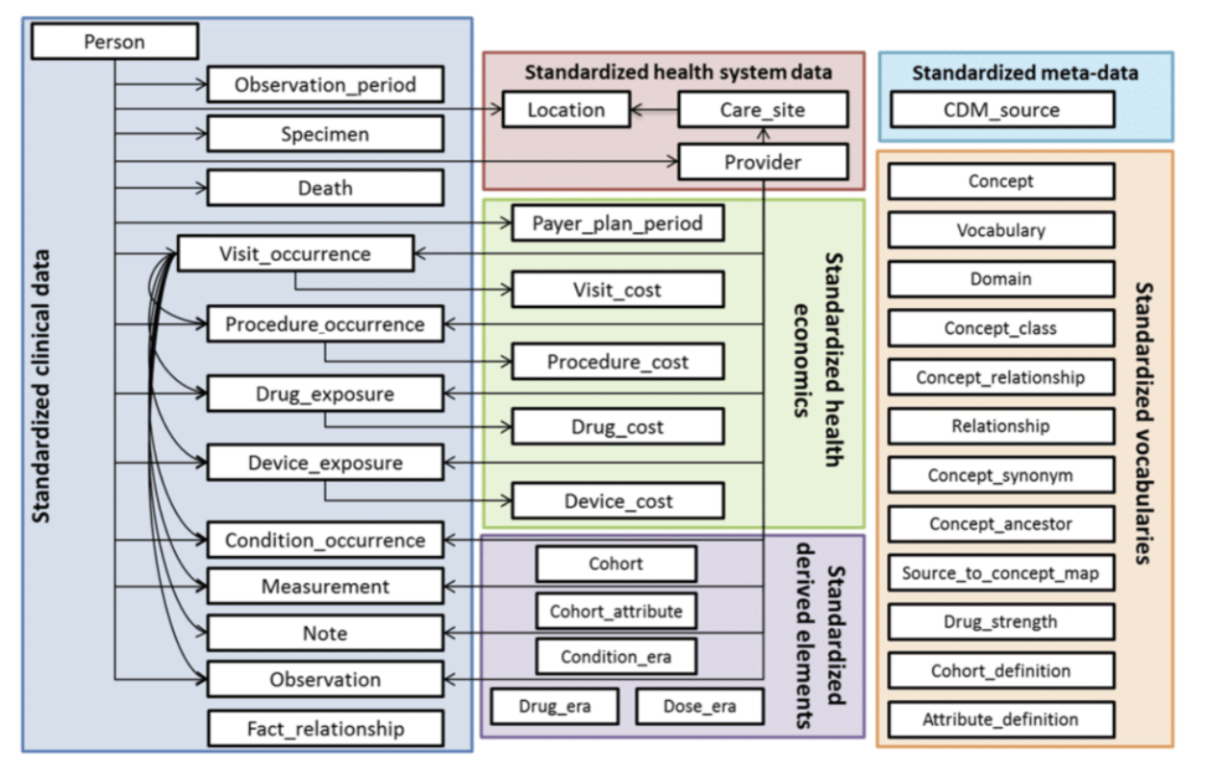 Person
Standardized clinical data
Observation_period
Specimen
Death
Visit_occurrence
Procedure_occurrence
Drug_exposure
Device_exposure
Condition_occurrence
Measurement
Note
Observation
Fact_relationship
Standardized health system data
Location
Care_site
Provider
Payer_plan_period
Visit_cost
Procedure_cost
Drug_cost
Device_cost
Standardized health
economics
Cohort
Cohort_attribute
Condition_era
Drug_era
Dose_era
Standardized
derived elements
Standardized meta-data
CDM_source
Concept
Vocabulary
Domain
Concept_class
Concept_relationship
Relationship
Concept_synonym
Concept_ancestor
Source_to_concept_map
Drug_strength
Cohort_definition
Attribute_definition
Standardized vocabularies